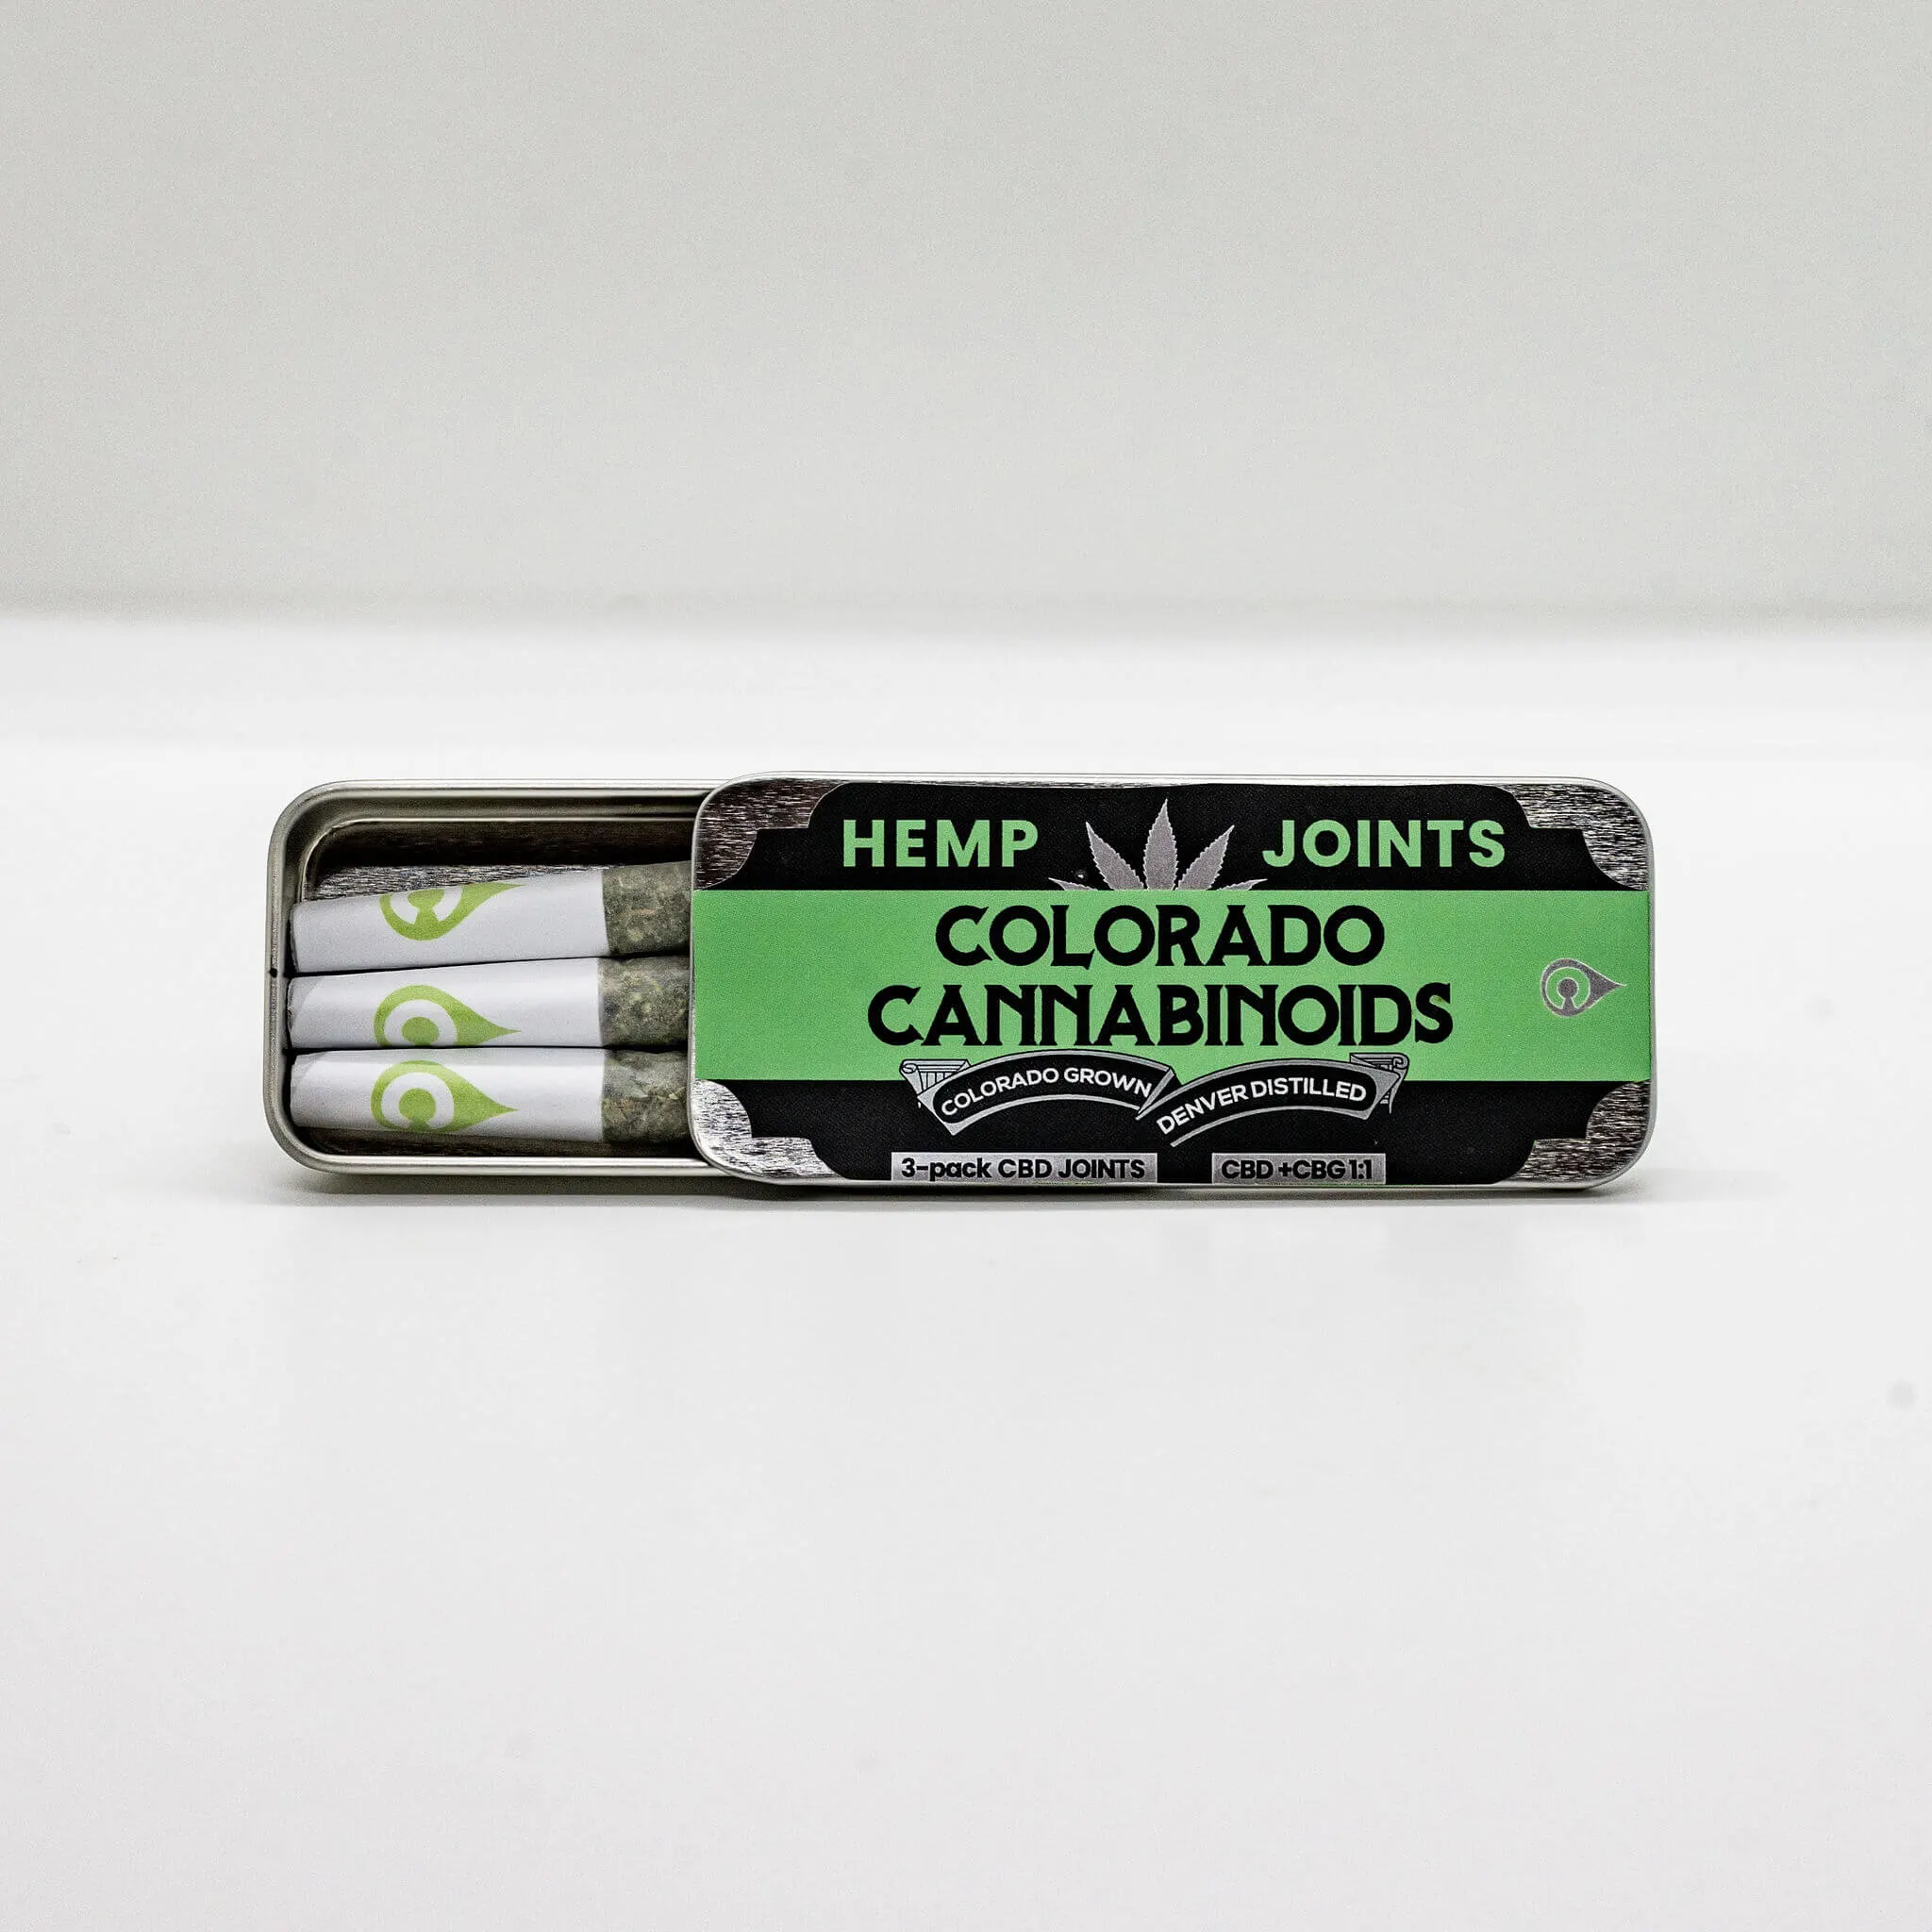 HEMP JOINTS
COLORADO
CANNABINOIDS
COLORADO GROWN
DENVER DISTILLED
3-pack CBD JOINTS
CBD +CBG 1:1